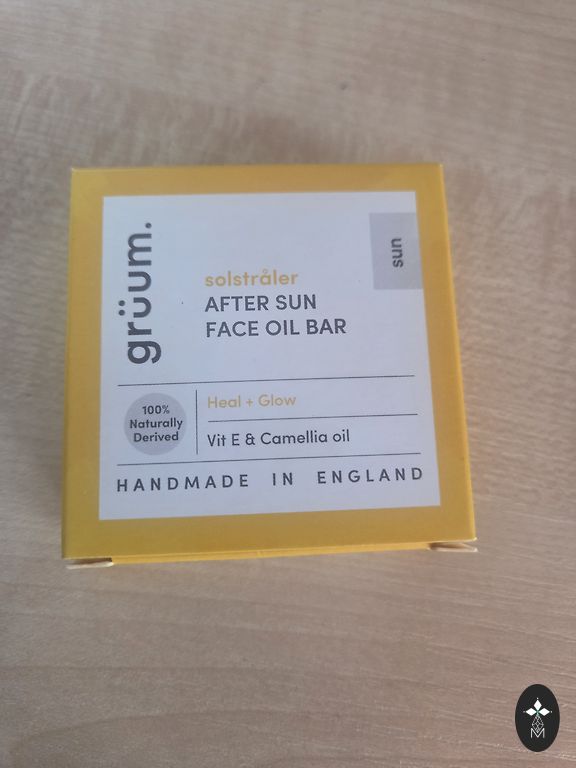 grüum.
sun
solstråler
AFTER SUN
FACE OIL BAR
100%
Naturally
Derived
Heal + Glow
Vit E & Camellia oil
HANDMADE IN ENGLAND
M